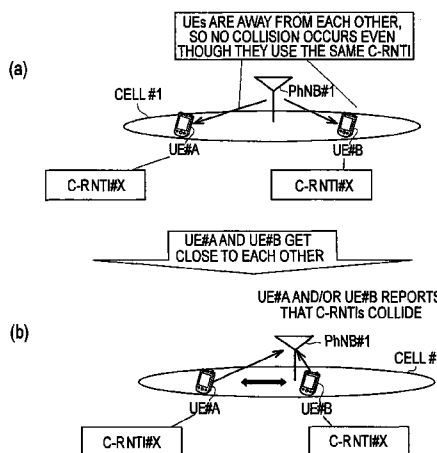 UEs ARE AWAY FROM EACH OTHER,
SO NO COLLISION OCCURS EVEN
THOUGH THEY USE THE SAME C-RNTI
(a)
PhNB#1
CELL #1
UE#A
UE#B
C-RNTI#X
C-RNTI#X
UE#A AND UE#B GET
CLOSE TO EACH OTHER
UE#A AND/OR UE#B REPORTS
THAT C-RNTIs COLLIDE
(b)
PhNB#1
CELL #
UE#A
UE#B
C-RNTI#X
C-RNTI#X